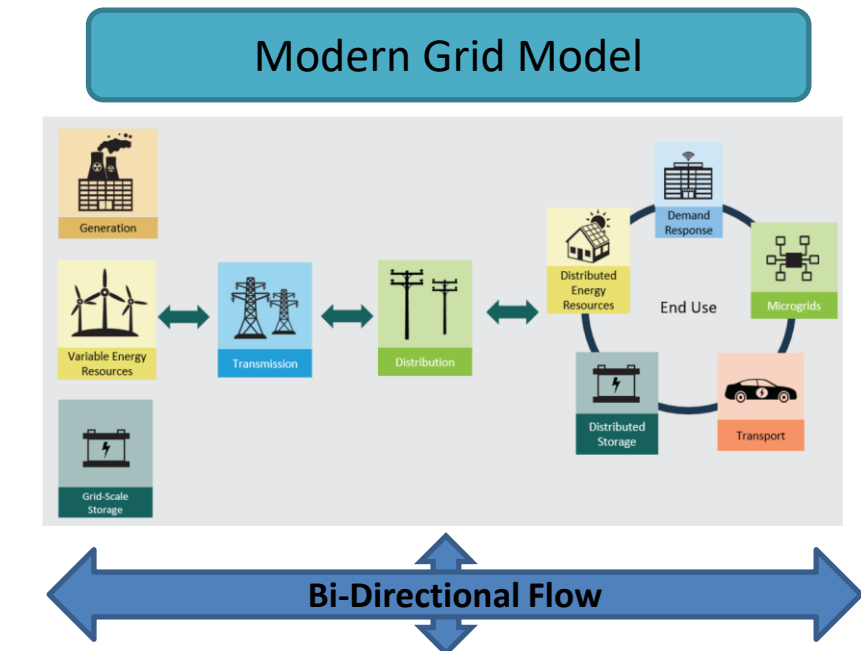 Modern Grid Model
Generation
Variable Energy
Resources
Grid-Scale
Storage
Transmission
Distribution
Distributed
Energy
Resources
Demand
Response
Microgrids
End Use
Distributed
Storage
Transport
Bi-Directional Flow